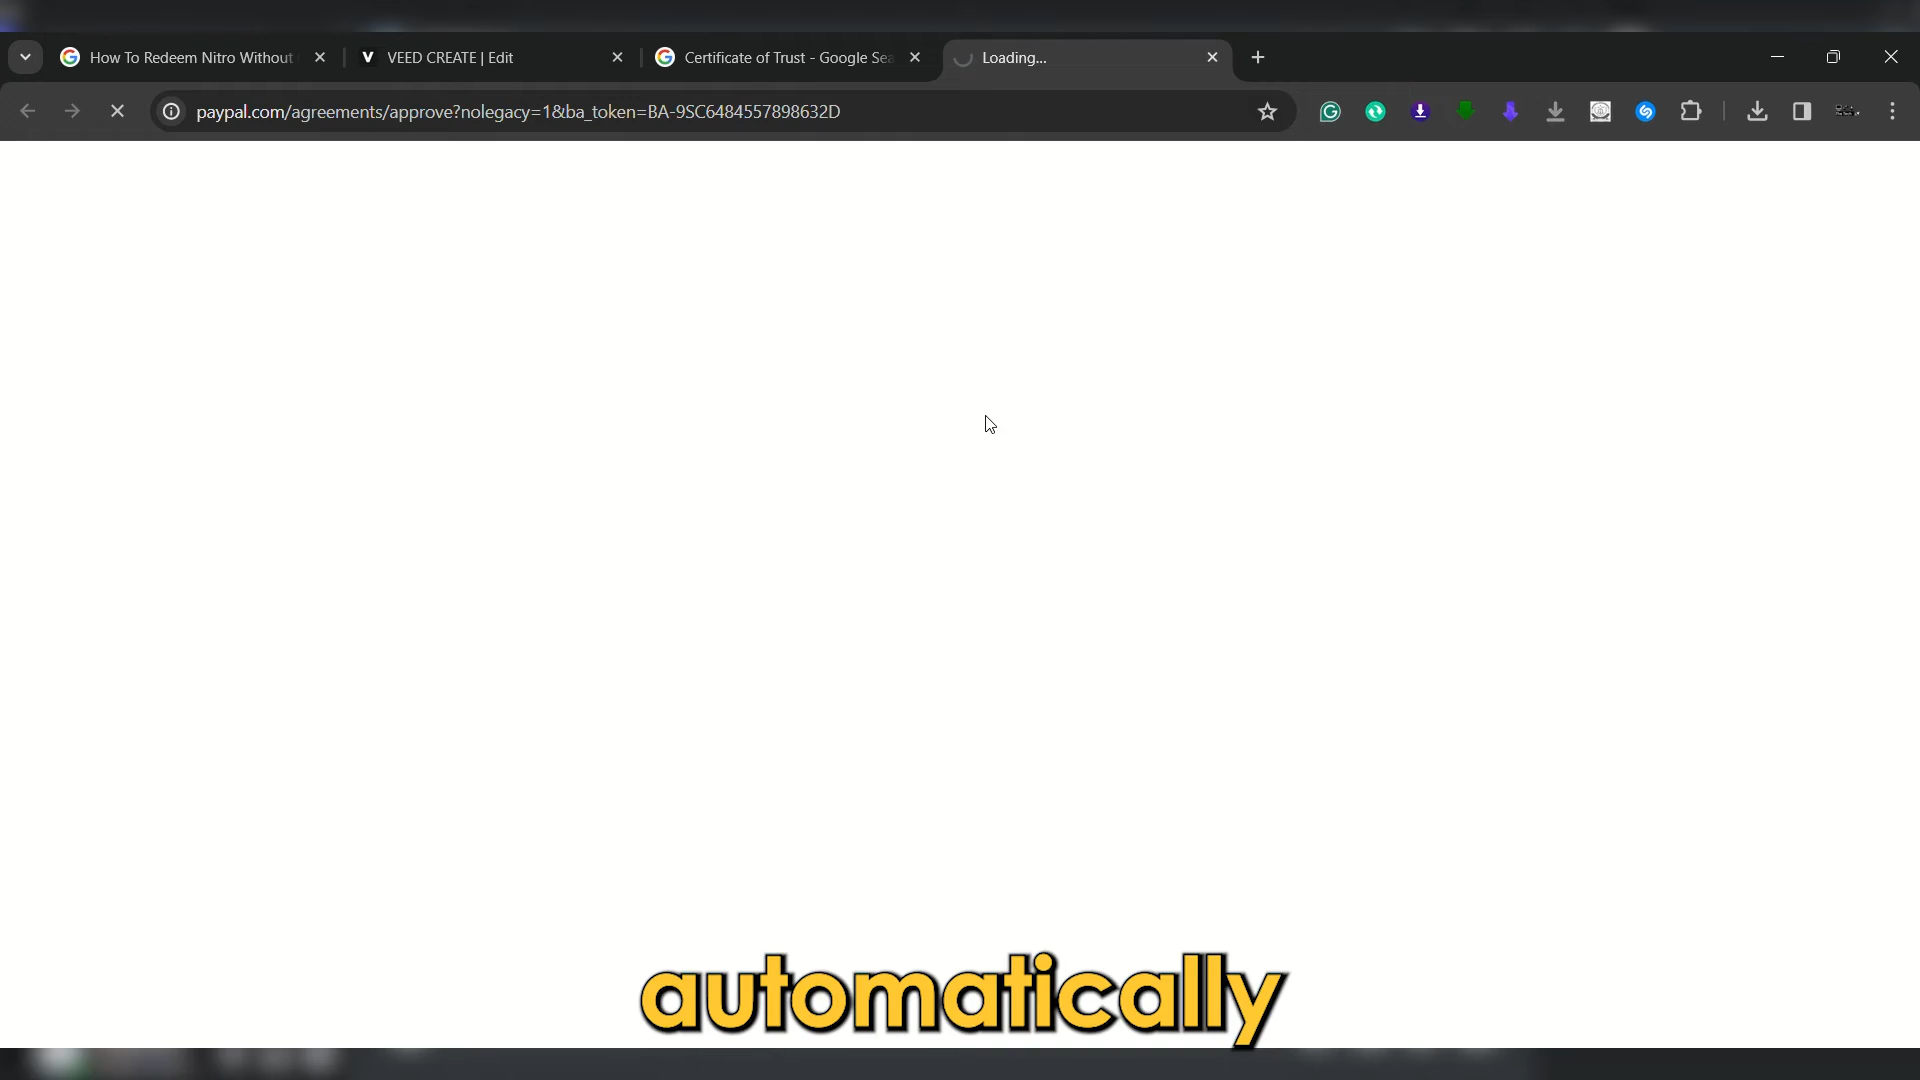 How To Redeem Nitro Without
VEED CREATE | Edit
Certificate of Trust - Google Sea
Loading...
paypal.com/agreements/approve?nolegacy=1&ba_token=BA-9SC6484557898632D
automatically